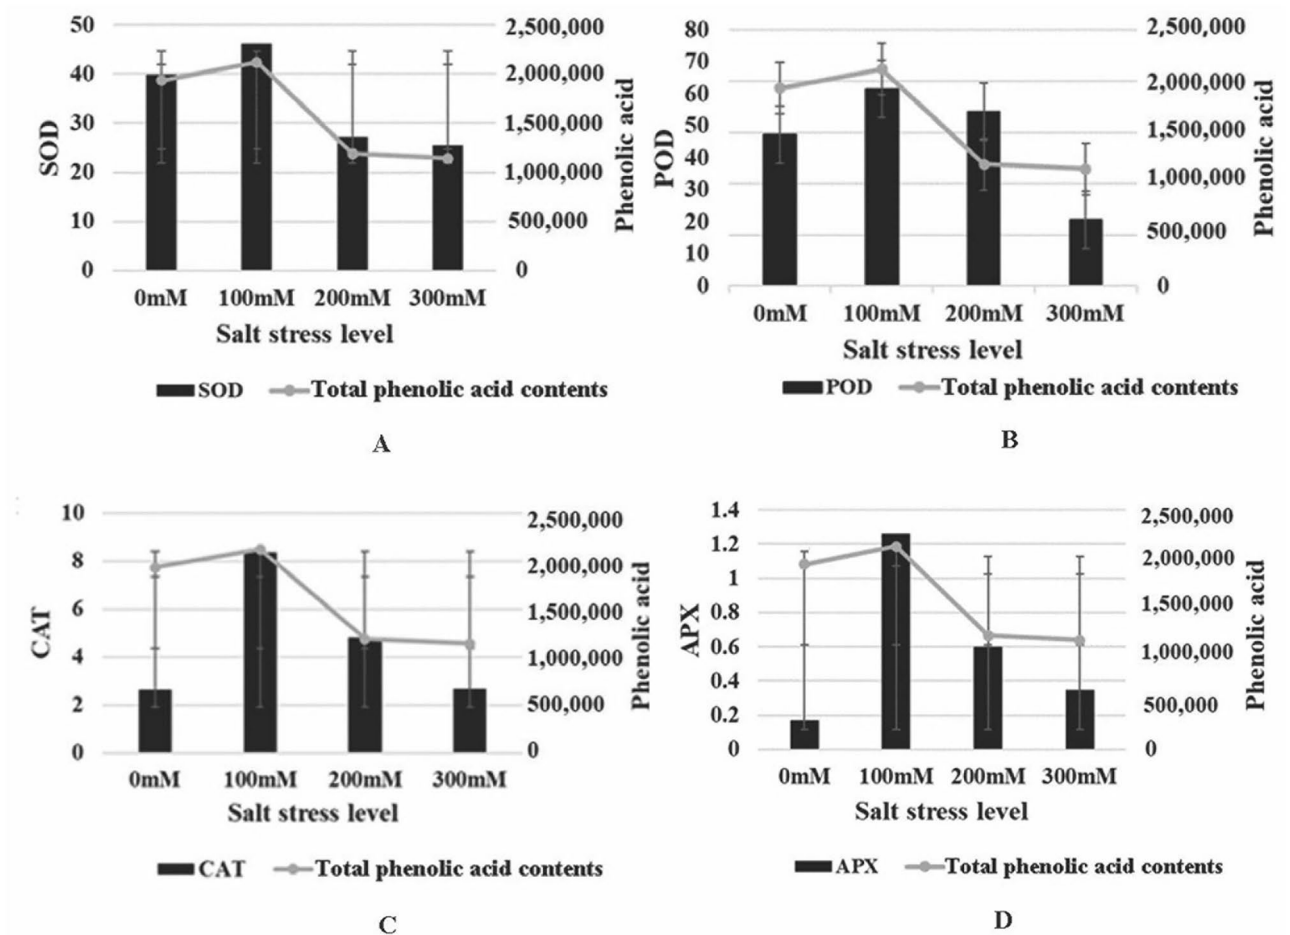 50
40
30
20
10
0
SOD
2,500,000
2,000,000
1,500,000
1,000,000
500,000
0
Phenolic acid
0mM 100mM 200mM 300mM
Salt stress level
SOD Total phenolic acid contents
A
80
70
60
50
40
30
20
10
0
POD
2,500,000
2,000,000
1,500,000
1,000,000
500,000
0
Phenolic acid
0mM 100mM 200mM 300mM
Salt stress level
POD Total phenolic acid contents
B
10
8
6
4
2
0
CAT
2,500,000
2,000,000
1,500,000
1,000,000
500,000
0
Phenolic acid
0mM 100mM 200mM 300mM
Salt stress level
CAT Total phenolic acid contents
C
1.4
1.2
1
0.8
0.6
0.4
0.2
0
APX
2,500,000
2,000,000
1,500,000
1,000,000
500,000
0
Phenolic acid
0mM 100mM 200mM 300mM
Salt stress level
APX Total phenolic acid contents
D